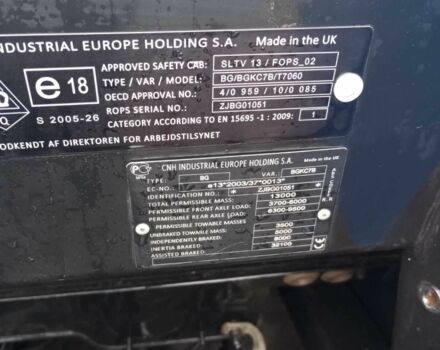 INDUSTRIAL EUROPE HOLDING S.A. Made in the UK
e 18
APPROVED SAFETY CAB: SLTV 13 / FOPS_02
TYPE / VAR / MODEL: BG/BGKC7B/T7060
OECD APPROVAL NO.: 4/0 959 / 10/0 085
ROPS SERIAL NO.: ZJBG01051
S 2005-26 CATEGORY ACCORDING TO EN 15695 -1 : 2009: 1
ODKENDT AF DIREKTOREN FOR ARBEJDSTILSYNET
CNH INDUSTRIAL EUROPE HOLDING S.A. Made in the UK
TYPE: BG VAR.: BGKC7B
EC-NO. e13*2003/37*0013*
IDENTIFICATION NO.: * ZJBG01051 *
TOTAL PERMISSIBLE MASS: 13000
PERMISSIBLE FRONT AXLE LOAD: 3700-6000
PERMISSIBLE REAR AXLE LOAD: 6300-9500
PERMISSIBLE TOWABLE MASSES
UNBRAKED TOWABLE MASS: 3500
INDEPENDENTLY BRAKED: 6000
INERTIA BRAKED: 8000
ASSISTED BRAKED: 32100
CE